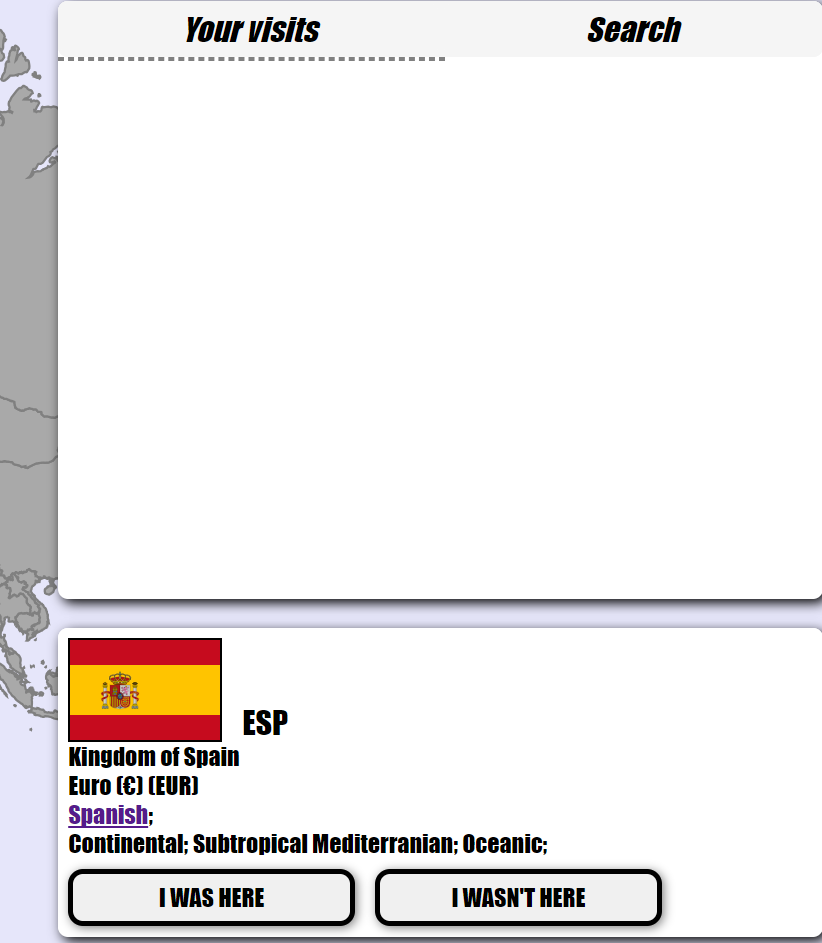 Your visits Search
ESP
Kingdom of Spain
Euro (€) (EUR)
Spanish;
Continental; Subtropical Mediterranian; Oceanic;
I WAS HERE I WASN'T HERE